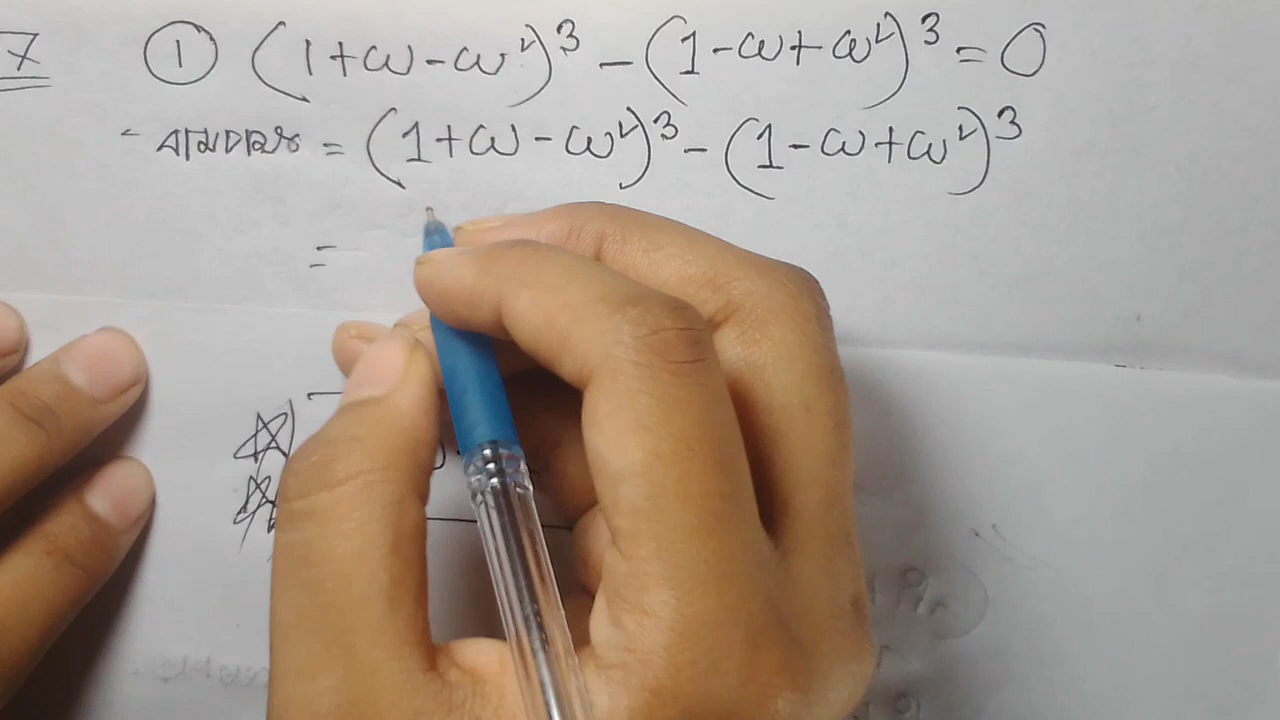 7 ① (1+ω-ω²)³ - (1-ω+ω²)³ = 0
বামপক্ষ = (1+ω-ω²)³ - (1-ω+ω²)³
=